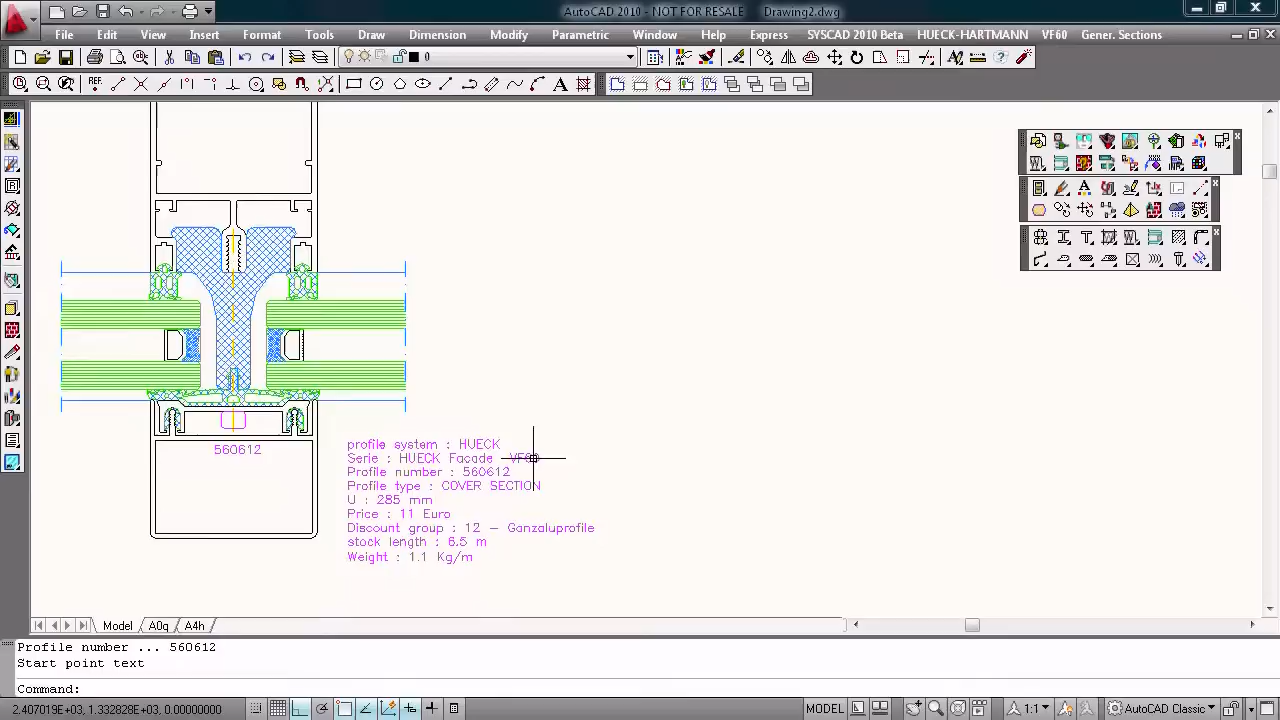 AutoCAD 2010 - NOT FOR RESALE Drawing2.dwg
File Edit View Insert Format Tools Draw Dimension Modify Parametric Window Help Express SYSCAD 2010 Beta HUECK-HARTMANN VF60 Gener. Sections
0
REF.
560612
profile system : HUECK
Serie : HUECK Façade - VF60
Profile number : 560612
Profile type : COVER SECTION
U : 285 mm
Price : 11 Euro
Discount group : 12 - Ganzaluprofile
stock length : 6.5 m
Weight : 1.1 Kg/m
Model A0q A4h
Profile number ... 560612
Start point text
Command:
2.407019E+03, 1.332828E+03, 0.00000000 MODEL 1:1 AutoCAD Classic